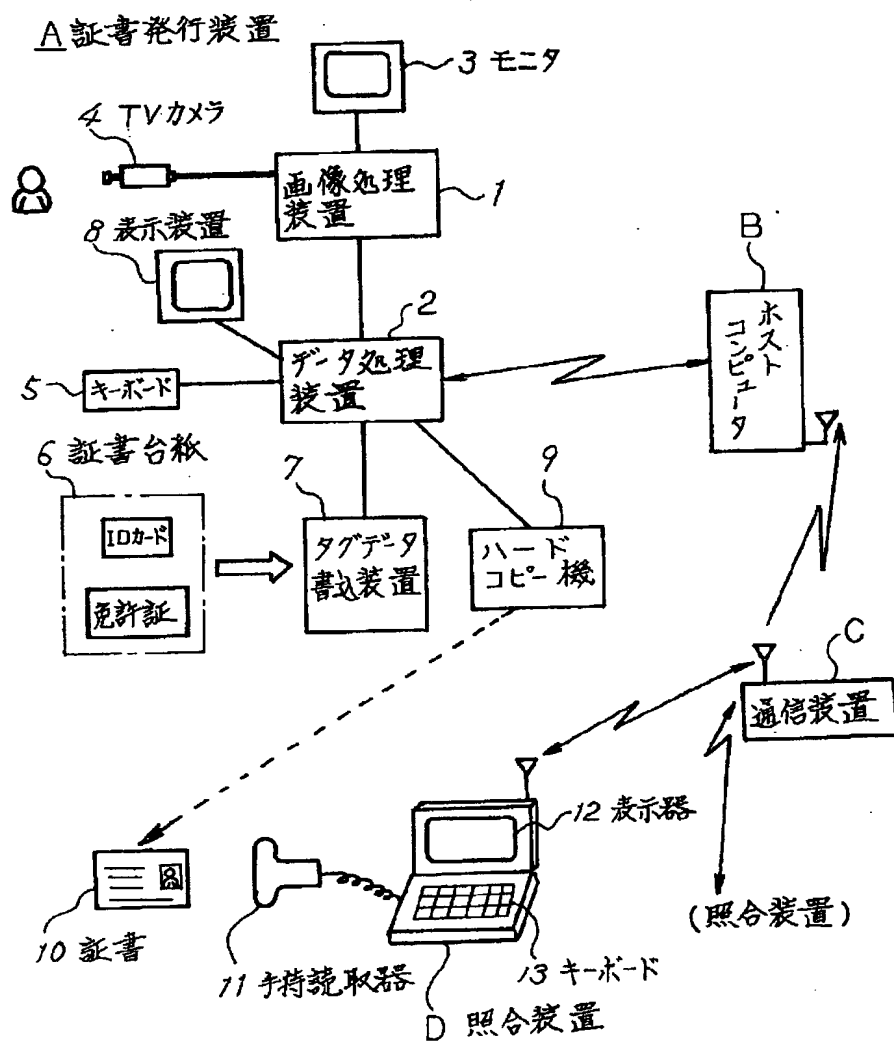 A 証書発行装置
3 モニタ
4 TVカメラ
画像処理
装置
1
8 表示装置
B
2
ホスト
コンピュータ
データ処理
装置
5
キーボード
6 証書台紙
7
9
IDカード
タグデータ
書込装置
ハード
コピー機
免許証
C
通信装置
12 表示器
(照合装置)
10 証書
11 手持読取器
13 キーボード
D 照合装置